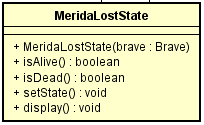 MeridaLostState
+ MeridaLostState(brave : Brave)
+ isAlive() : boolean
+ isDead() : boolean
+ setState() : void
+ display() : void